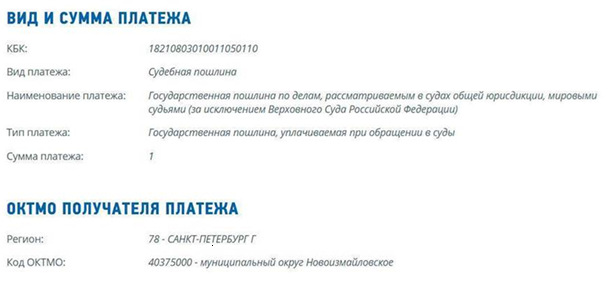 ВИД И СУММА ПЛАТЕЖА
КБК: 18210803010011050110
Вид платежа: Судебная пошлина
Наименование платежа: Государственная пошлина по делам, рассматриваемым в судах общей юрисдикции, мировыми
судьями (за исключением Верховного Суда Российской Федерации)
Тип платежа: Государственная пошлина, уплачиваемая при обращении в суды
Сумма платежа: 1
ОКТМО ПОЛУЧАТЕЛЯ ПЛАТЕЖА
Регион: 78 - САНКТ-ПЕТЕРБУРГ Г
Код ОКТМО: 40375000 - муниципальный округ Новоизмайловское